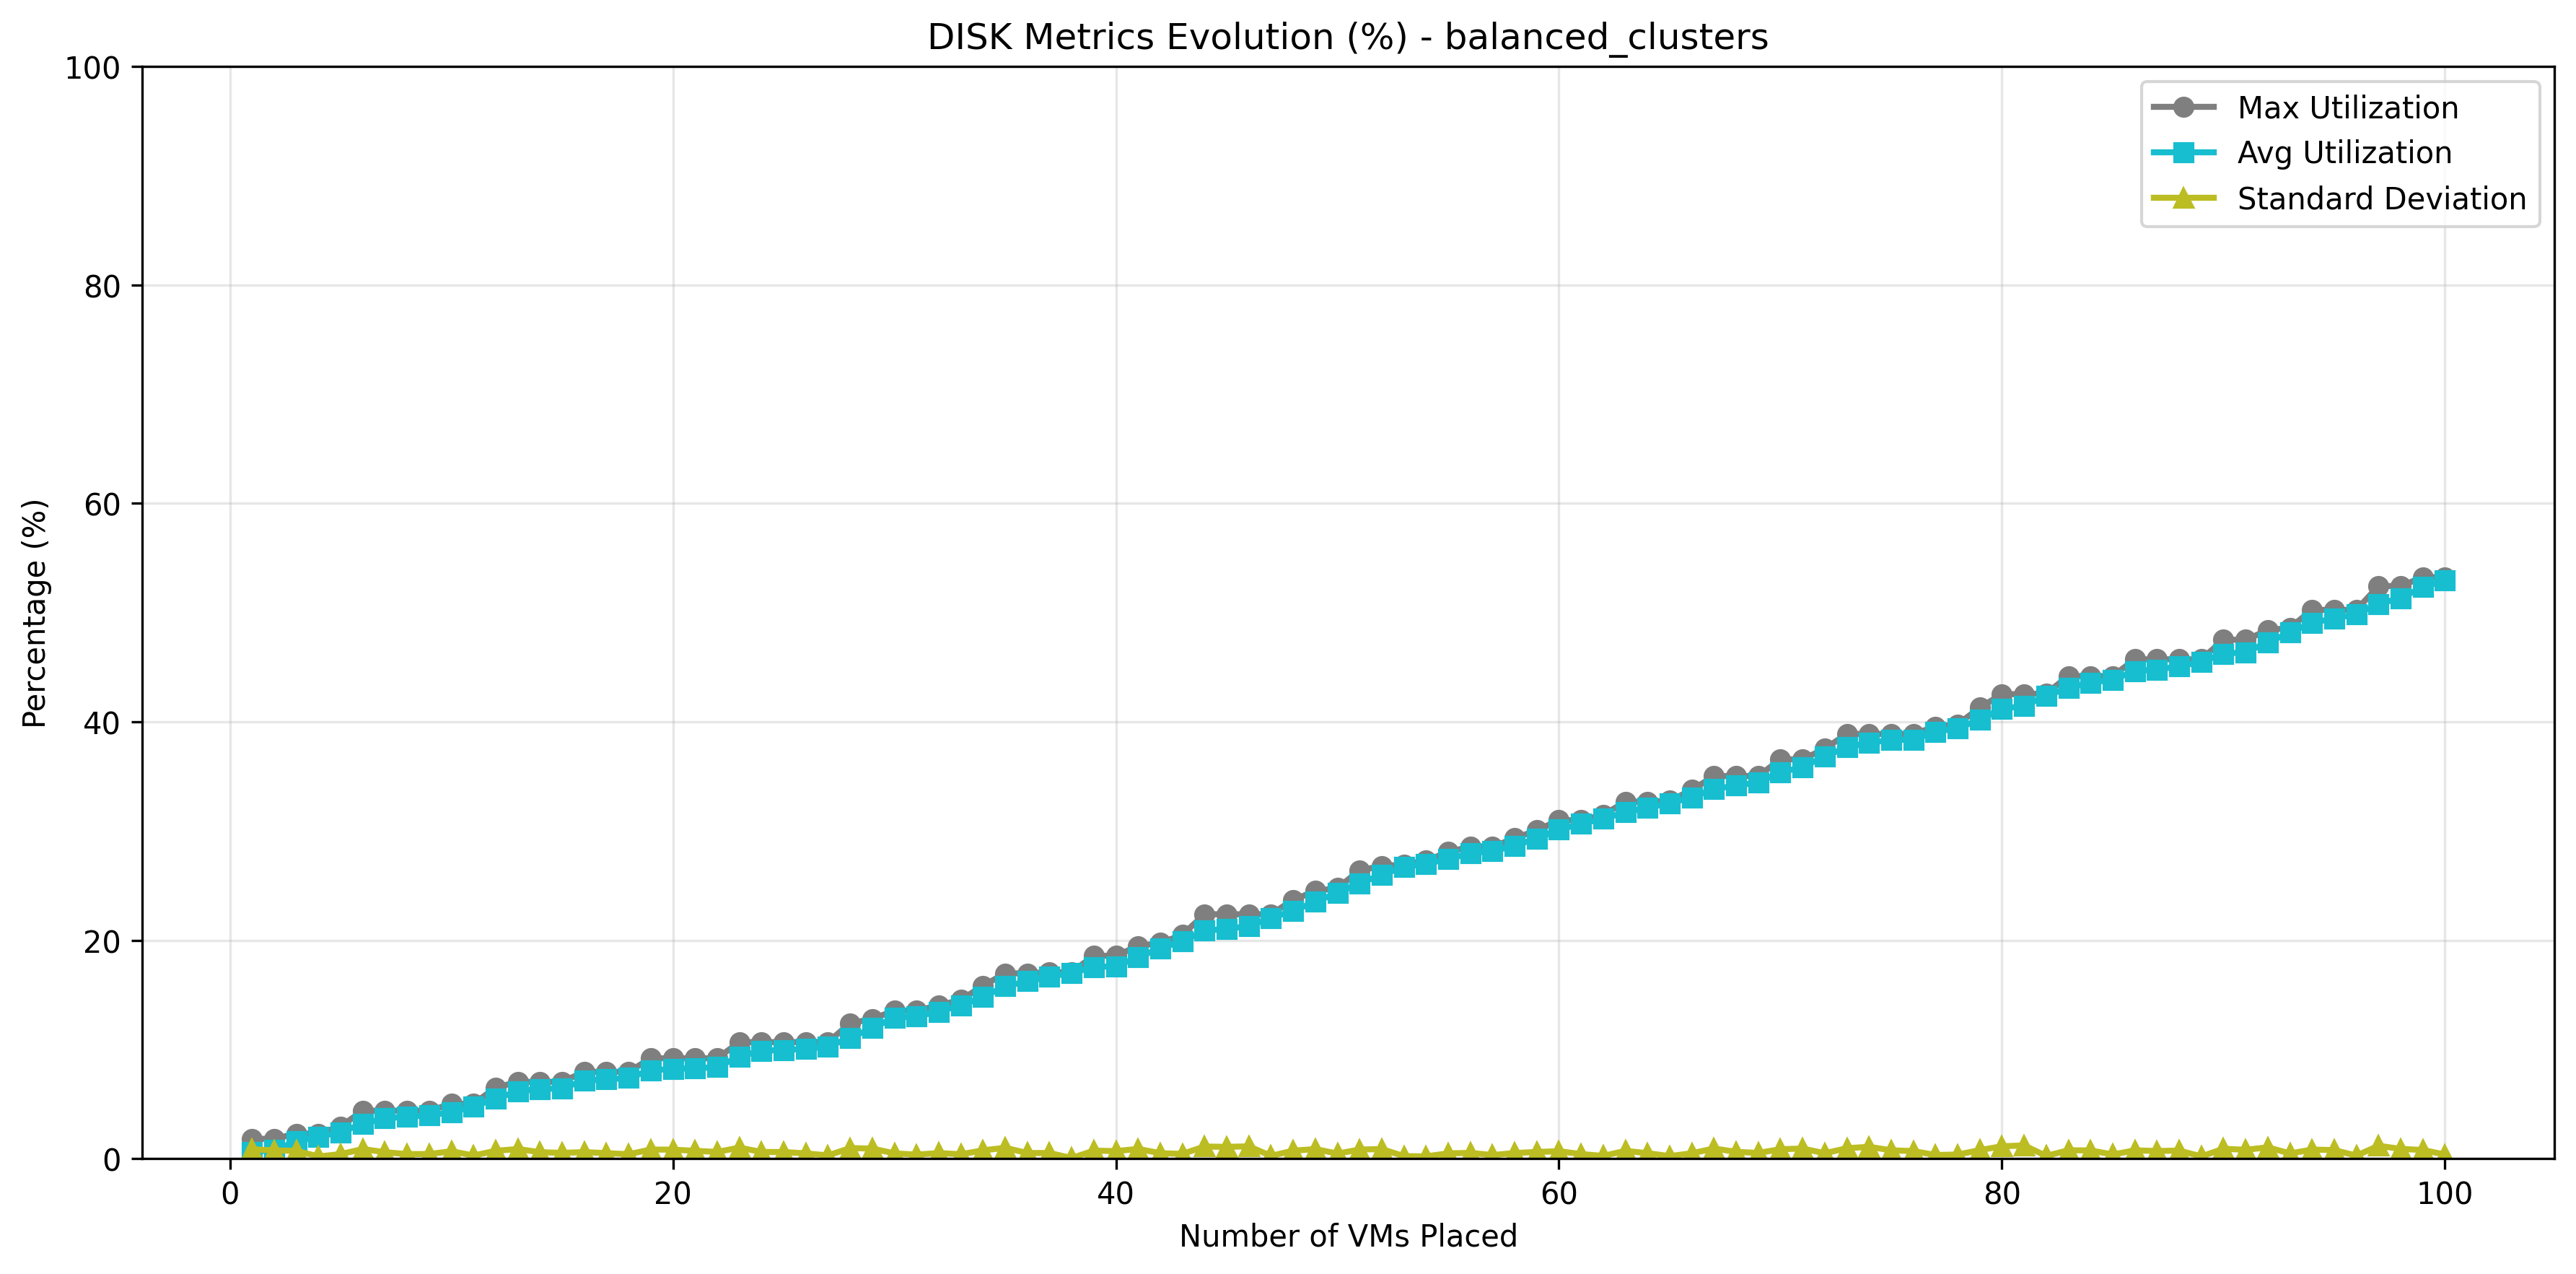 DISK Metrics Evolution (%) - balanced_clusters
100
80
60
40
20
0
Percentage (%)
Max Utilization
Avg Utilization
Standard Deviation
0 20 40 60 80 100
Number of VMs Placed